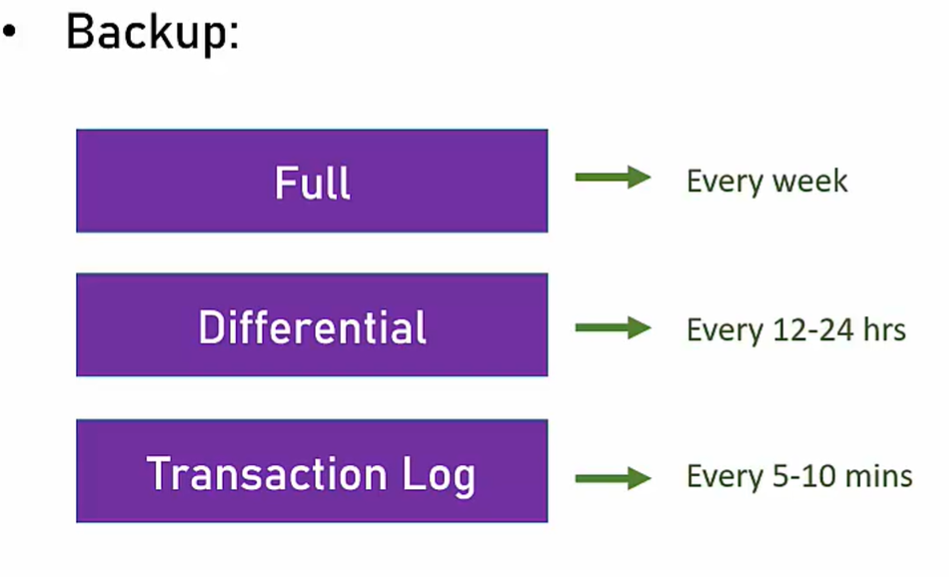 • Backup:
Full
Every week
Differential
Every 12-24 hrs
Transaction Log
Every 5-10 mins